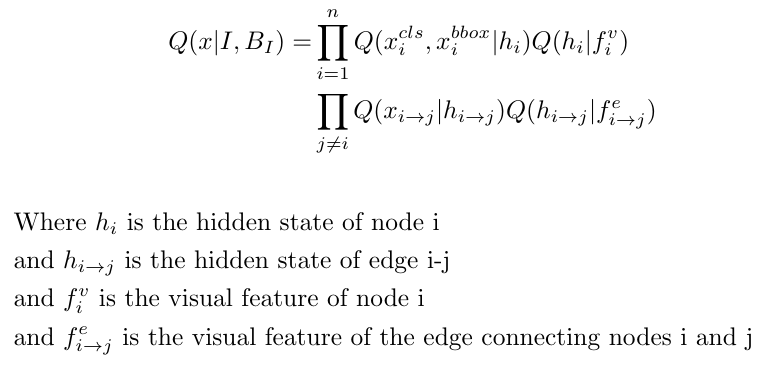 Q(x|I, B_I) = ∏_{i=1}^{n} Q(x_i^{cls}, x_i^{bbox}|h_i)Q(h_i|f_i^v)
∏_{j≠i} Q(x_{i→j}|h_{i→j})Q(h_{i→j}|f_{i→j}^e)
Where h_i is the hidden state of node i
and h_{i→j} is the hidden state of edge i-j
and f_i^v is the visual feature of node i
and f_{i→j}^e is the visual feature of the edge connecting nodes i and j